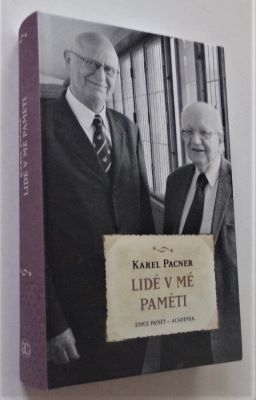 KAREL PACNER
LIDÉ V MÉ
PAMĚTI
EDICE PAMĚŤ — ACADEMIA
LIDÉ V MÉ PAMĚTI